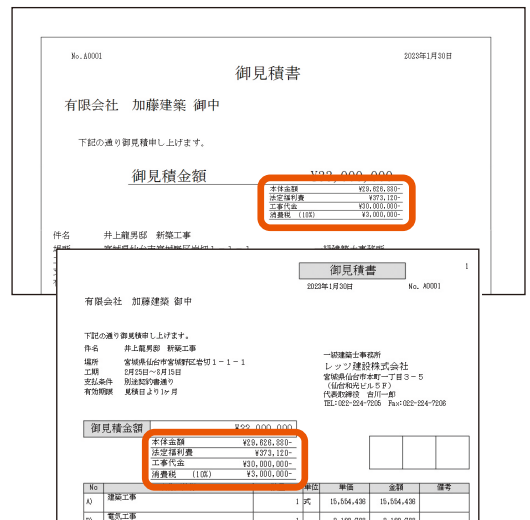 No. A0001
2023年1月30日
御見積書
有限会社 加藤建築 御中
下記の通り御見積申し上げます。
御見積金額
本体金額 ¥29,626,880-
法定福利費 ¥373,120-
工事代金 ¥30,000,000-
消費税 (10%) ¥3,000,000-
件名 井上龍男邸 新築工事
御見積書
1
2023年1月30日
No. A0001
有限会社 加藤建築 御中
下記の通り御見積申し上げます。
件名 井上龍男邸 新築工事
場所 宮城県仙台市宮城野区岩切1-1-1
工期 2月25日~8月15日
支払条件 別途契約書通り
有効期限 見積日より1ヶ月
一級建築士事務所
レッツ建設株式会社
宮城県仙台市本町一丁目3-5
(仙台和光ビル5F)
代表取締役 吉川一郎
TEL:022-224-7205 Fax:022-224-7206
御見積金額
本体金額 ¥29,626,880-
法定福利費 ¥373,120-
工事代金 ¥30,000,000-
消費税 (10%) ¥3,000,000-
No 単位 単価 金額 備考
A) 建築工事 1 式 15,554,436 15,554,436
電気工事